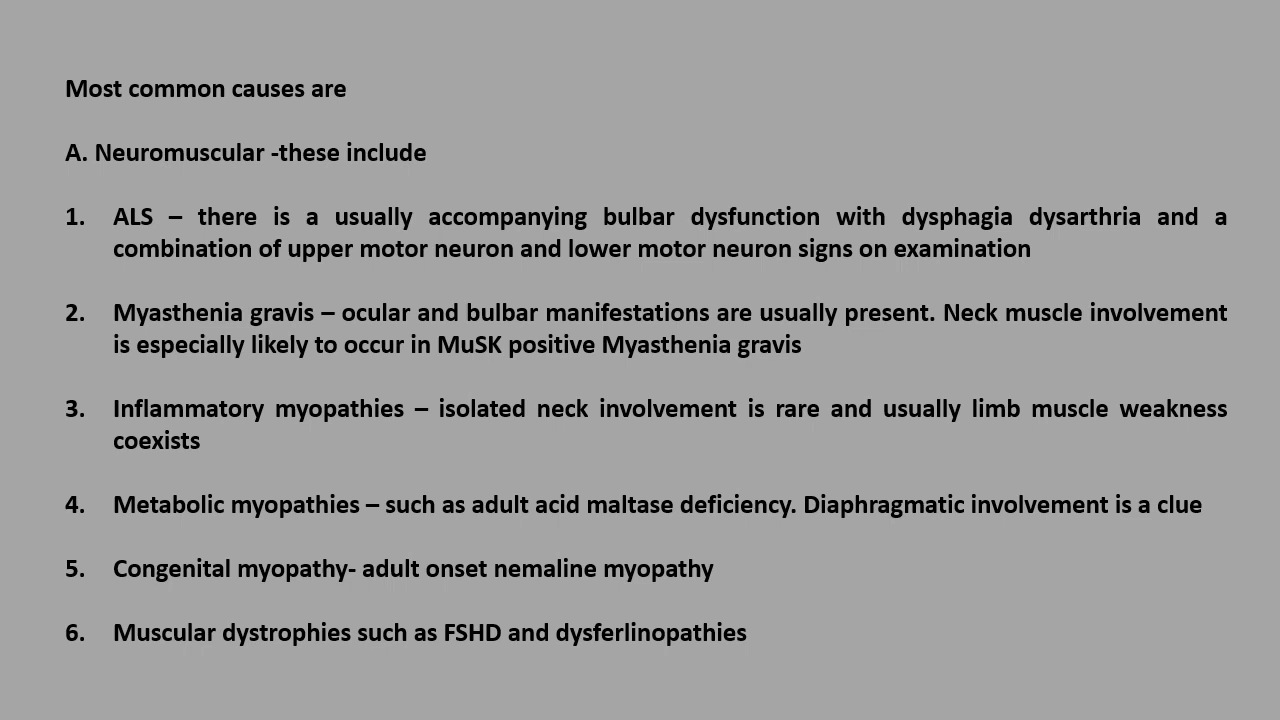 Most common causes are
A. Neuromuscular -these include
1. ALS – there is a usually accompanying bulbar dysfunction with dysphagia dysarthria and a
combination of upper motor neuron and lower motor neuron signs on examination
2. Myasthenia gravis – ocular and bulbar manifestations are usually present. Neck muscle involvement
is especially likely to occur in MuSK positive Myasthenia gravis
3. Inflammatory myopathies – isolated neck involvement is rare and usually limb muscle weakness
coexists
4. Metabolic myopathies – such as adult acid maltase deficiency. Diaphragmatic involvement is a clue
5. Congenital myopathy- adult onset nemaline myopathy
6. Muscular dystrophies such as FSHD and dysferlinopathies